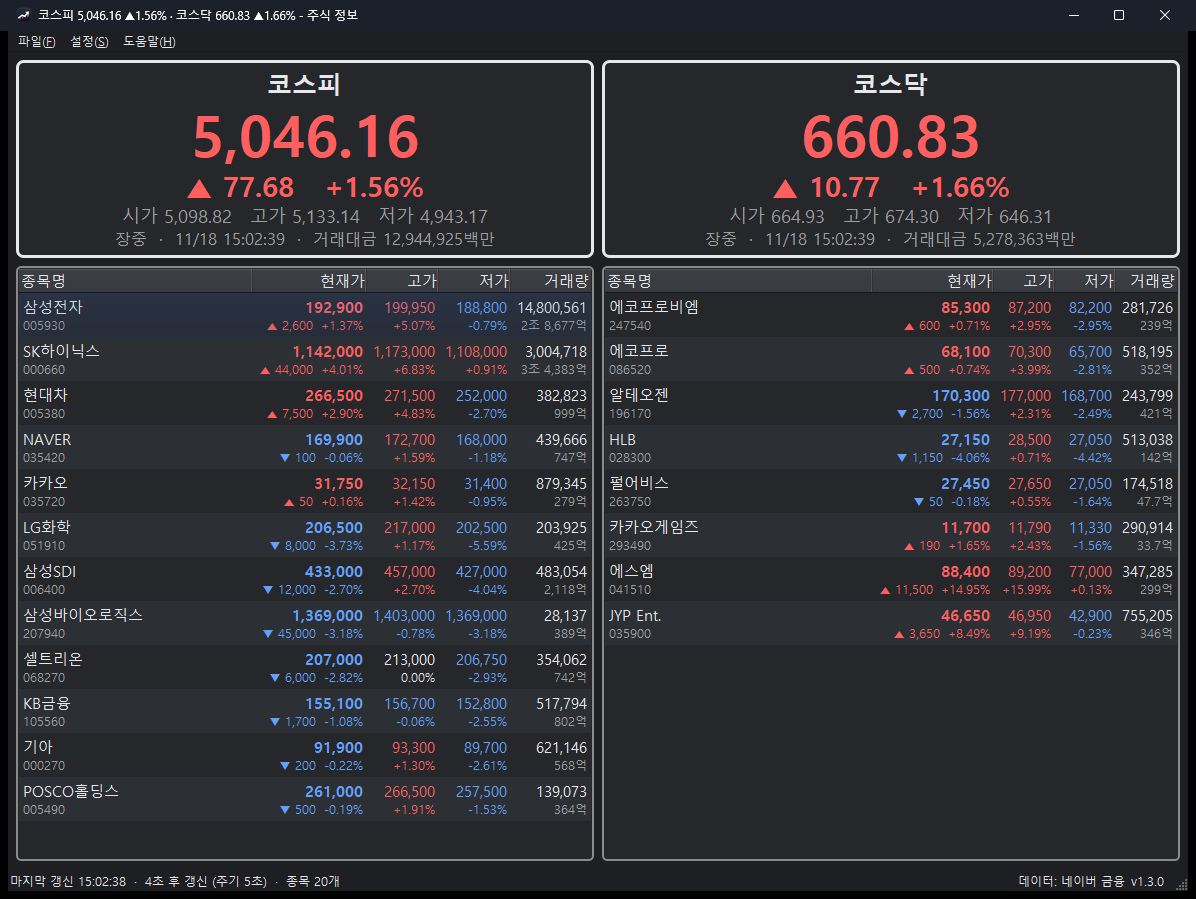 코스피 5,046.16 ▲1.56% · 코스닥 660.83 ▲1.66% - 주식 정보
파일(F) 설정(S) 도움말(H)
코스피
5,046.16
▲ 77.68 +1.56%
시가 5,098.82 고가 5,133.14 저가 4,943.17
장중 · 11/18 15:02:39 · 거래대금 12,944,925백만
코스닥
660.83
▲ 10.77 +1.66%
시가 664.93 고가 674.30 저가 646.31
장중 · 11/18 15:02:39 · 거래대금 5,278,363백만
종목명 현재가 고가 저가 거래량
삼성전자 192,900 199,950 188,800 14,800,561
005930 ▲ 2,600 +1.37% +5.07% -0.79% 2조 8,677억
SK하이닉스 1,142,000 1,173,000 1,108,000 3,004,718
000660 ▲ 44,000 +4.01% +6.83% +0.91% 3조 4,383억
현대차 266,500 271,500 252,000 382,823
005380 ▲ 7,500 +2.90% +4.83% -2.70% 999억
NAVER 169,900 172,700 168,000 439,666
035420 ▼ 100 -0.06% +1.59% -1.18% 747억
카카오 31,750 32,150 31,400 879,345
035720 ▲ 50 +0.16% +1.42% -0.95% 279억
LG화학 206,500 217,000 202,500 203,925
051910 ▼ 8,000 -3.73% +1.17% -5.59% 425억
삼성SDI 433,000 457,000 427,000 483,054
006400 ▼ 12,000 -2.70% +2.70% -4.04% 2,118억
삼성바이오로직스 1,369,000 1,403,000 1,369,000 28,137
207940 ▼ 45,000 -3.18% -0.78% -3.18% 389억
셀트리온 207,000 213,000 206,750 354,062
068270 ▼ 6,000 -2.82% 0.00% -2.93% 742억
KB금융 155,100 156,700 152,800 517,794
105560 ▼ 1,700 -1.08% -0.06% -2.55% 802억
기아 91,900 93,300 89,700 621,146
000270 ▼ 200 -0.22% +1.30% -2.61% 568억
POSCO홀딩스 261,000 266,500 257,500 139,073
005490 ▼ 500 -0.19% +1.91% -1.53% 364억
종목명 현재가 고가 저가 거래량
에코프로비엠 85,300 87,200 82,200 281,726
247540 ▲ 600 +0.71% +2.95% -2.95% 239억
에코프로 68,100 70,300 65,700 518,195
086520 ▲ 500 +0.74% +3.99% -2.81% 352억
알테오젠 170,300 177,000 168,700 243,799
196170 ▼ 2,700 -1.56% +2.31% -2.49% 421억
HLB 27,150 28,500 27,050 513,038
028300 ▼ 1,150 -4.06% +0.71% -4.42% 142억
펄어비스 27,450 27,650 27,050 174,518
263750 ▼ 50 -0.18% +0.55% -1.64% 47.7억
카카오게임즈 11,700 11,790 11,330 290,914
293490 ▲ 190 +1.65% +2.43% -1.56% 33.7억
에스엠 88,400 89,200 77,000 347,285
041510 ▲ 11,500 +14.95% +15.99% +0.13% 299억
JYP Ent. 46,650 46,950 42,900 755,205
035900 ▲ 3,650 +8.49% +9.19% -0.23% 346억
마지막 갱신 15:02:38 · 4초 후 갱신 (주기 5초) · 종목 20개
데이터: 네이버 금융 v1.3.0